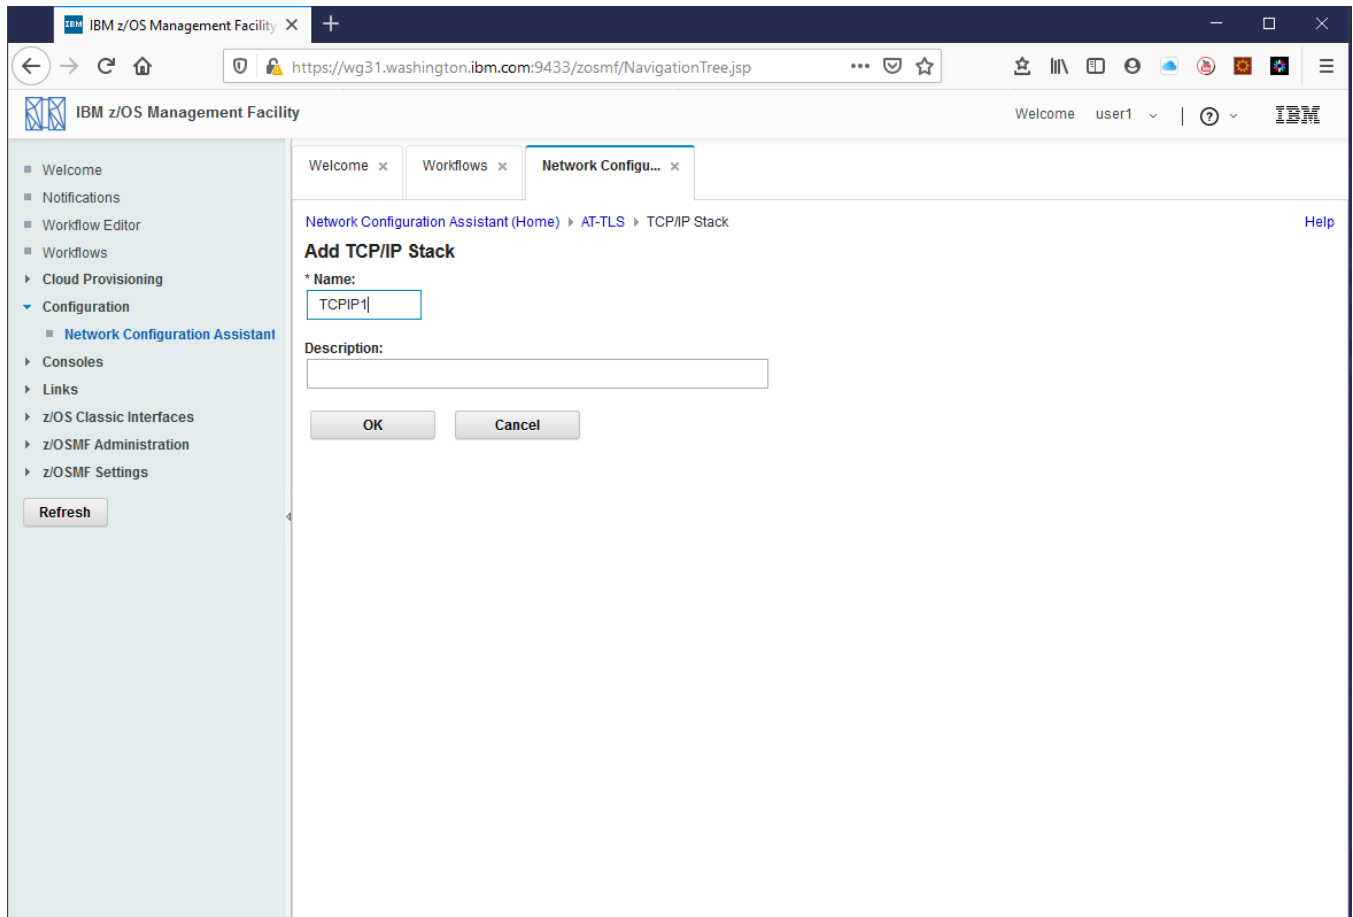 IBM IBM z/OS Management Facility
https://wg31.washington.ibm.com:9433/zosmf/NavigationTree.jsp
IBM z/OS Management Facility
Welcome user1
IBM
Welcome
Notifications
Workflow Editor
Workflows
Cloud Provisioning
Configuration
Network Configuration Assistant
Consoles
Links
z/OS Classic Interfaces
z/OSMF Administration
z/OSMF Settings
Refresh
Welcome Workflows Network Configu...
Network Configuration Assistant (Home) AT-TLS TCP/IP Stack Help
Add TCP/IP Stack
* Name:
TCPIP1
Description:
OK Cancel